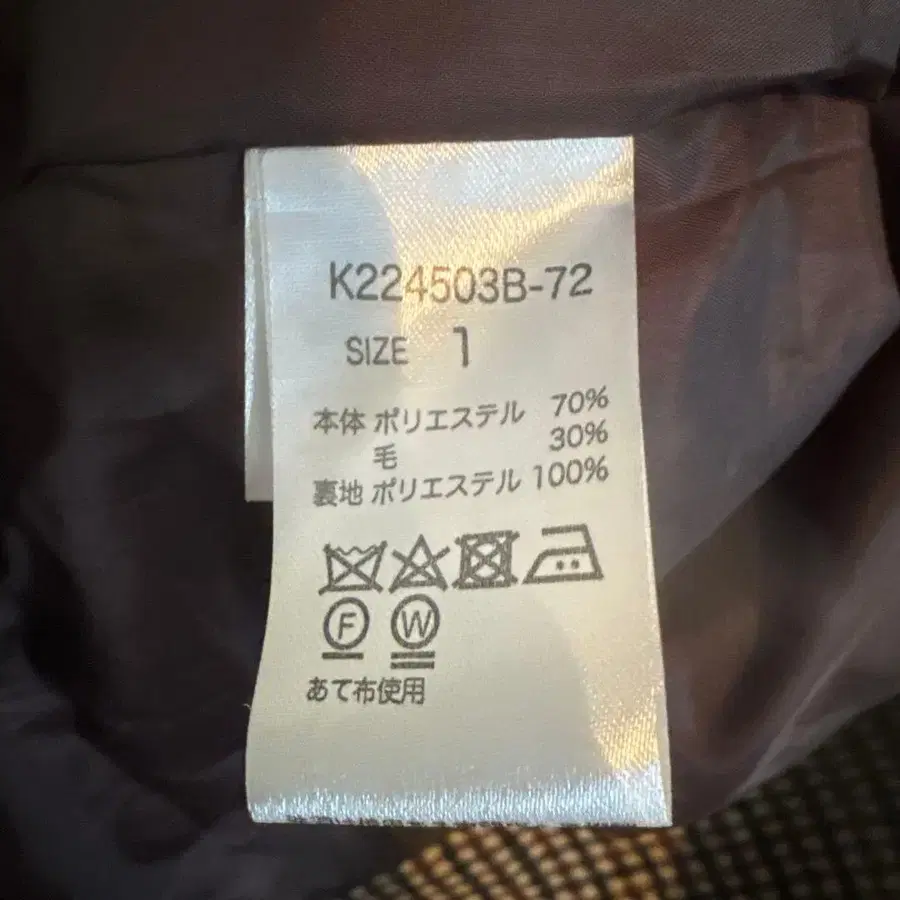 K224503B-72
SIZE 1
本体 ポリエステル 70%
毛 30%
裏地 ポリエステル 100%
F W
あて布使用